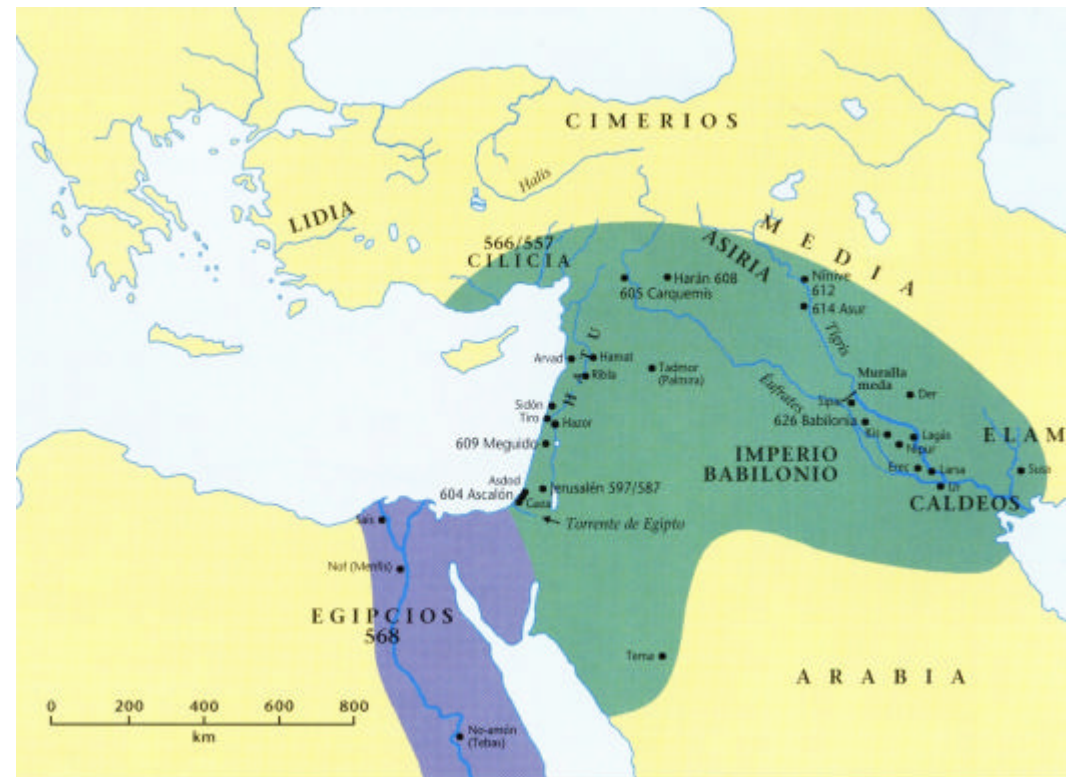 CIMERIOS
Halis
LIDIA
MEDIA
566/557
CILICIA
ASIRIA
Harán 608
605 Carquemis
Nínive
612
614 Asur
Tigris
HATU
Arvad
Hamat
Ribla
Tadmor
(Palmira)
Muralla
meda
Éufrates
Sipar
Der
Sidón
Tiro
Hazor
626 Babilonia
Kis
Lagás
Nipur
ELAM
609 Meguido
IMPERIO
BABILONIO
Erec
Larsa
Susa
Ur
CALDEOS
Asdod
604 Ascalón
Gaza
Jerusalén 597/587
Torrente de Egipto
Sais
Nof (Menfis)
EGIPCIOS
568
Tema
ARABIA
0 200 400 600 800
km
No-amón
(Tebas)